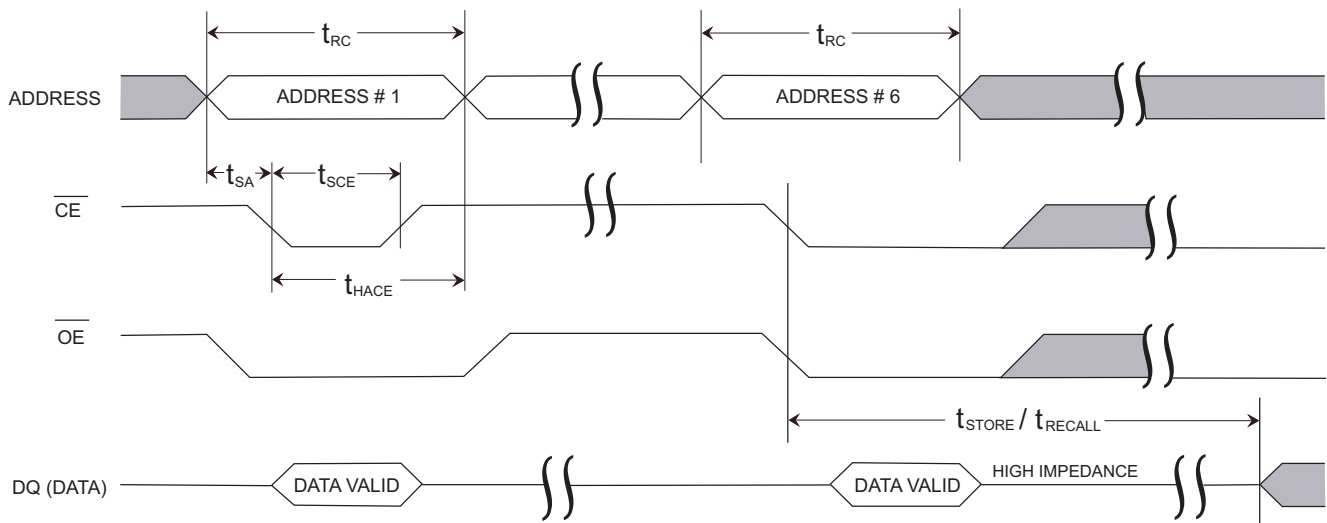 tRC
tRC
ADDRESS
ADDRESS # 1
ADDRESS # 6
tSA
tSCE
CE
tHACE
OE
tSTORE / tRECALL
DQ (DATA)
DATA VALID
DATA VALID
HIGH IMPEDANCE